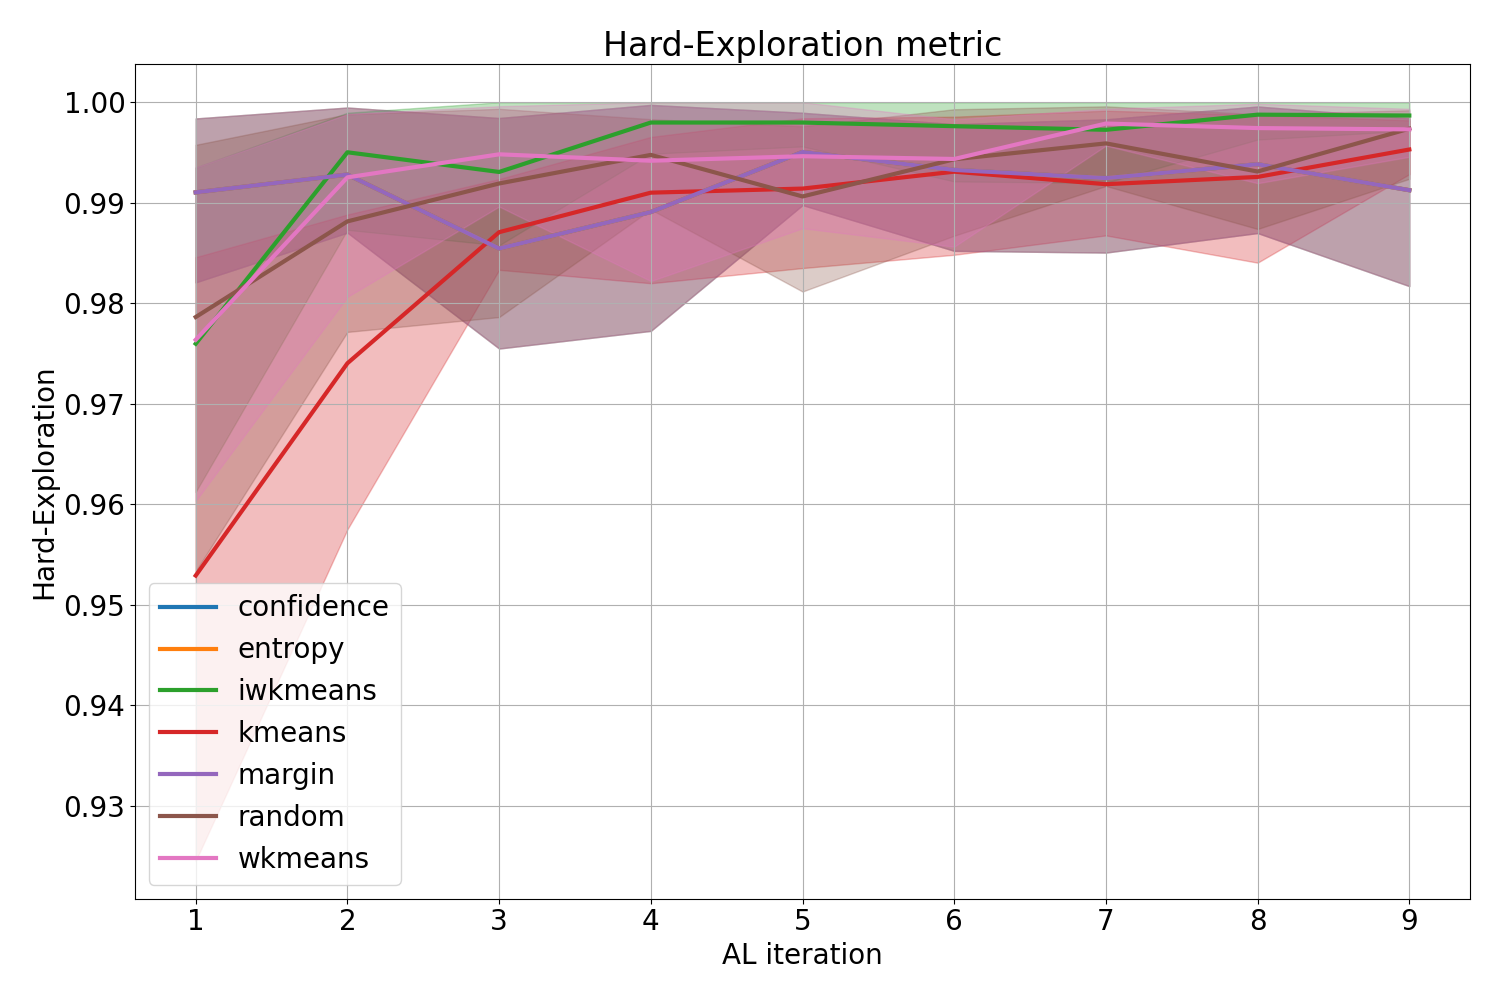 Hard-Exploration metric
Hard-Exploration
1.00
0.99
0.98
0.97
0.96
0.95
0.94
0.93
confidence
entropy
iwkmeans
kmeans
margin
random
wkmeans
1 2 3 4 5 6 7 8 9
AL iteration